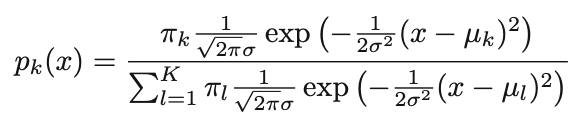 p_k(x) = \frac{\pi_k \frac{1}{\sqrt{2\pi}\sigma} \exp\left(-\frac{1}{2\sigma^2}(x - \mu_k)^2\right)}{\sum_{l=1}^{K} \pi_l \frac{1}{\sqrt{2\pi}\sigma} \exp\left(-\frac{1}{2\sigma^2}(x - \mu_l)^2\right)}